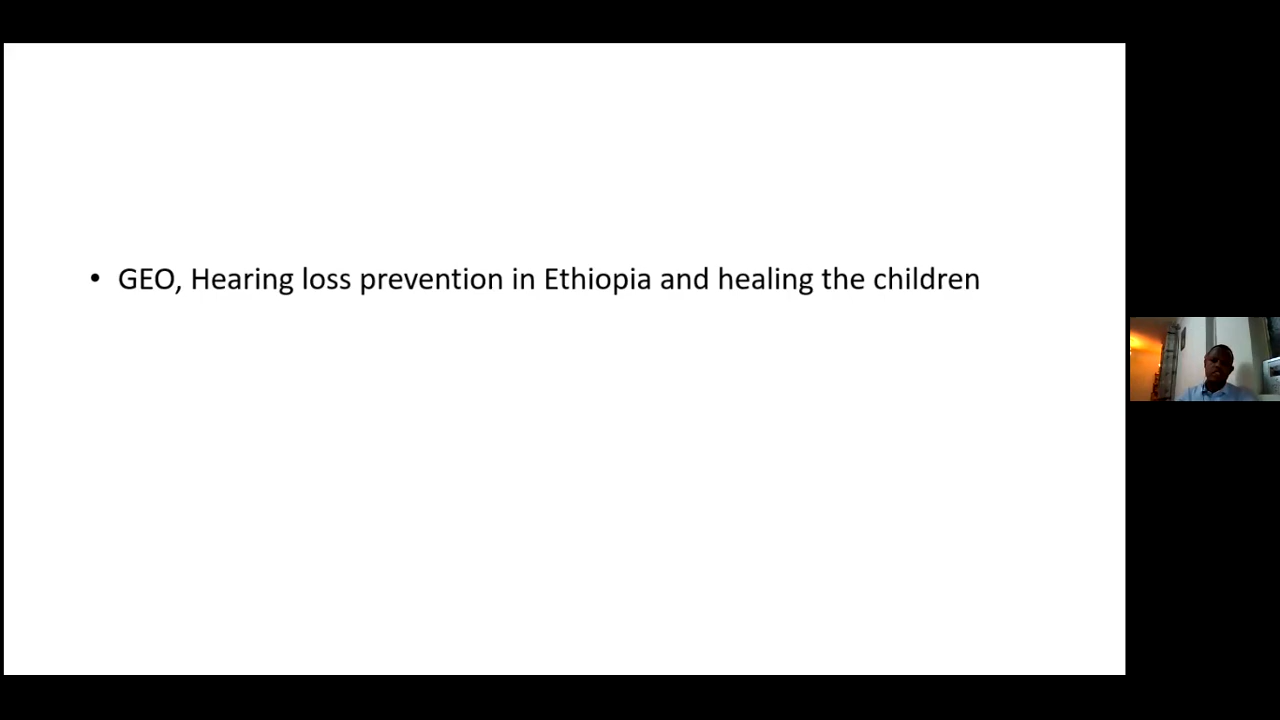 • GEO, Hearing loss prevention in Ethiopia and healing the children